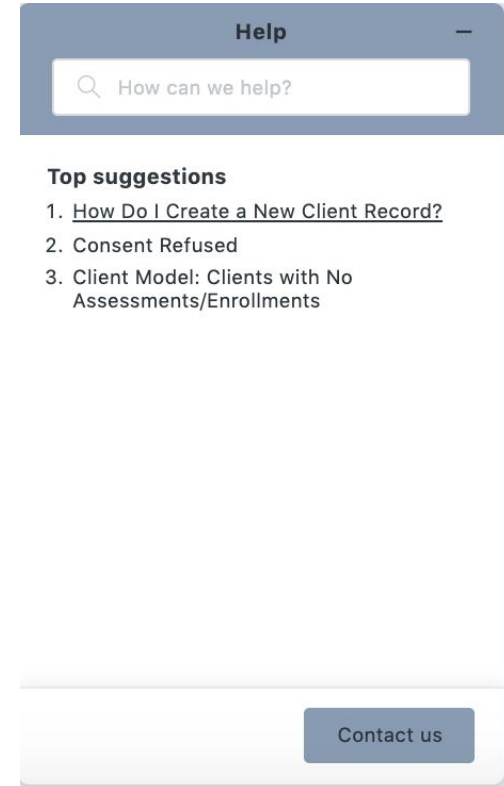 Help
How can we help?
Top suggestions
1. How Do I Create a New Client Record?
2. Consent Refused
3. Client Model: Clients with No
Assessments/Enrollments
Contact us